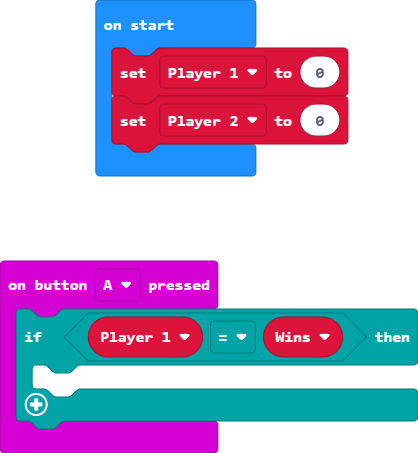 on start
set Player 1 to 0
set Player 2 to 0
on button A pressed
if Player 1 = Wins then